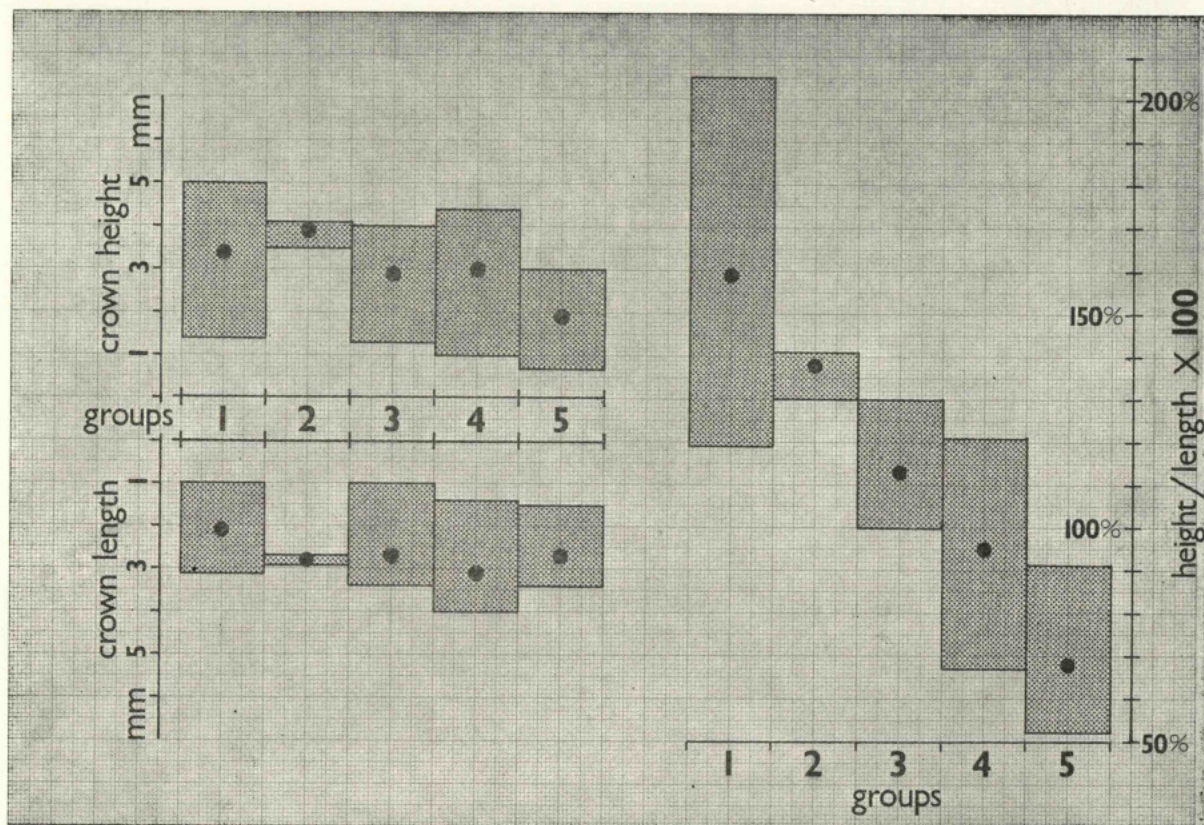 mm
5
3
1
crown height
groups 1 2 3 4 5
1
3
5
mm
crown length
200%
150%
100%
50%
height/length X 100
1 2 3 4 5
groups